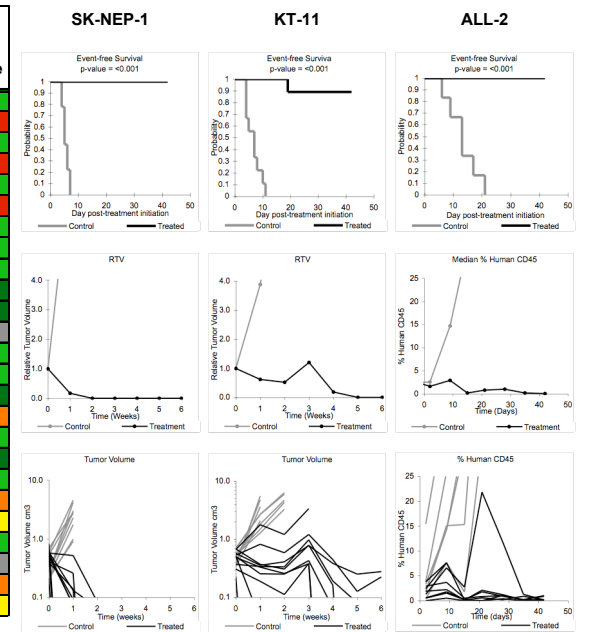 SK-NEP-1
KT-11
ALL-2
e
Event-free Survival
p-value = <0.001
Probability
1
0.9
0.8
0.7
0.6
0.5
0.4
0.3
0.2
0.1
0
0 10 20 30 40 50
Day post-treatment initiation
Control Treated
Event-free Surviva
p-value = <0.001
Probability
1
0.9
0.8
0.7
0.6
0.5
0.4
0.3
0.2
0.1
0
0 10 20 30 40 50
Day post-treatment initiation
Control Treated
Event-free Survival
p-value = <0.001
Probability
1
0.9
0.8
0.7
0.6
0.5
0.4
0.3
0.2
0.1
0
0 10 20 30 40 50
Day post-treatment initiation
Control Treated
RTV
Relative Tumor Volume
4.0
3.0
2.0
1.0
0.0
0 1 2 3 4 5 6
Time (Weeks)
Control Treatment
RTV
Relative Tumor Volume
4.0
3.0
2.0
1.0
0.0
0 1 2 3 4 5 6
Time (Weeks)
Control Treatment
Median % Human CD45
% Human CD45
25
20
15
10
5
0
0 10 20 30 40 50
Time (Days)
Control Treatment
Tumor Volume
Tumor Volume cm3
10.0
1.0
0.1
0 1 2 3 4 5 6
Time (weeks)
Control Treated
Tumor Volume
Tumor Volume cm3
10.0
1.0
0.1
0 1 2 3 4 5 6
Time (weeks)
Control Treated
% Human CD45
% Human CD45
25
20
15
10
5
0
0 10 20 30 40 50
Time (days)
Control Treated